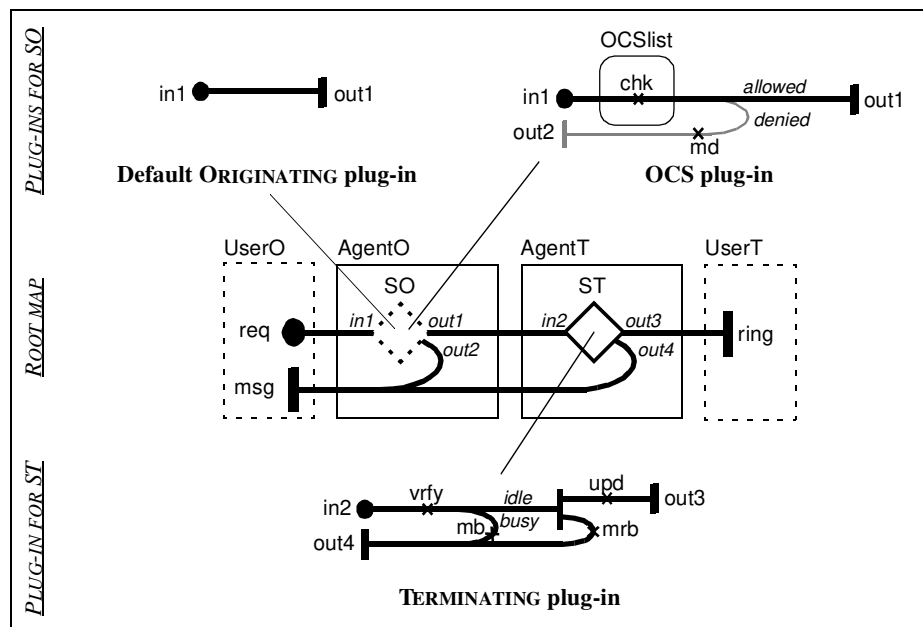 PLUG-INS FOR SO
OCSlist
in1
out1
in1
chk
allowed
out1
out2
denied
md
Default ORIGINATING plug-in
OCS plug-in
ROOT MAP
UserO
AgentO
AgentT
UserT
SO
ST
req
in1
out1
in2
out3
ring
out2
out4
msg
PLUG-IN FOR ST
vrfy
idle
upd
in2
out3
busy
mb
mrb
out4
TERMINATING plug-in